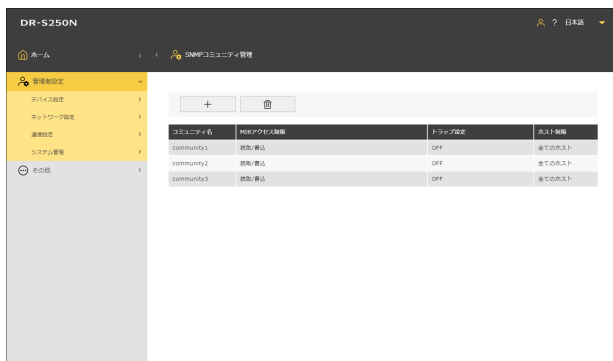 DR-S250N
? 日本語
ホーム
SNMPコミュニティ管理
管理者設定
デバイス設定
ネットワーク設定
通信設定
システム管理
その他
コミュニティ名 MIBアクセス制限 トラップ設定 ホスト制限
community1 読取/書込 OFF 全てのホスト
community2 読取/書込 OFF 全てのホスト
community3 読取/書込 OFF 全てのホスト